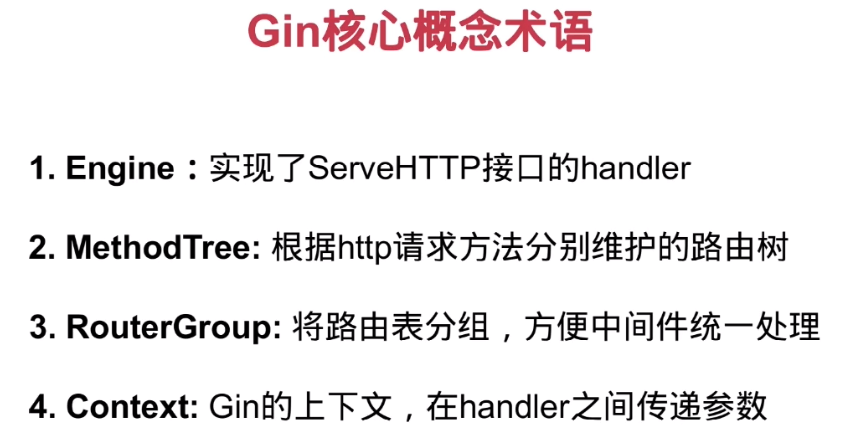 Gin核心概念术语
1. Engine：实现了ServeHTTP接口的handler
2. MethodTree: 根据http请求方法分别维护的路由树
3. RouterGroup: 将路由表分组，方便中间件统一处理
4. Context: Gin的上下文，在handler之间传递参数